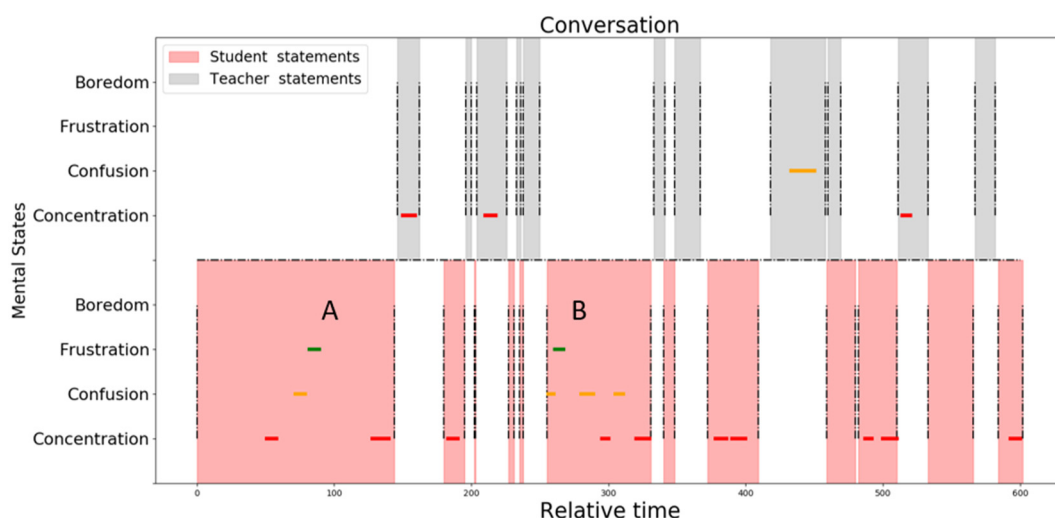 Conversation
Student statements
Teacher statements
Boredom
Frustration
Confusion
Concentration
Mental States
A
B
Boredom
Frustration
Confusion
Concentration
0
100
200
300
400
500
600
Relative time